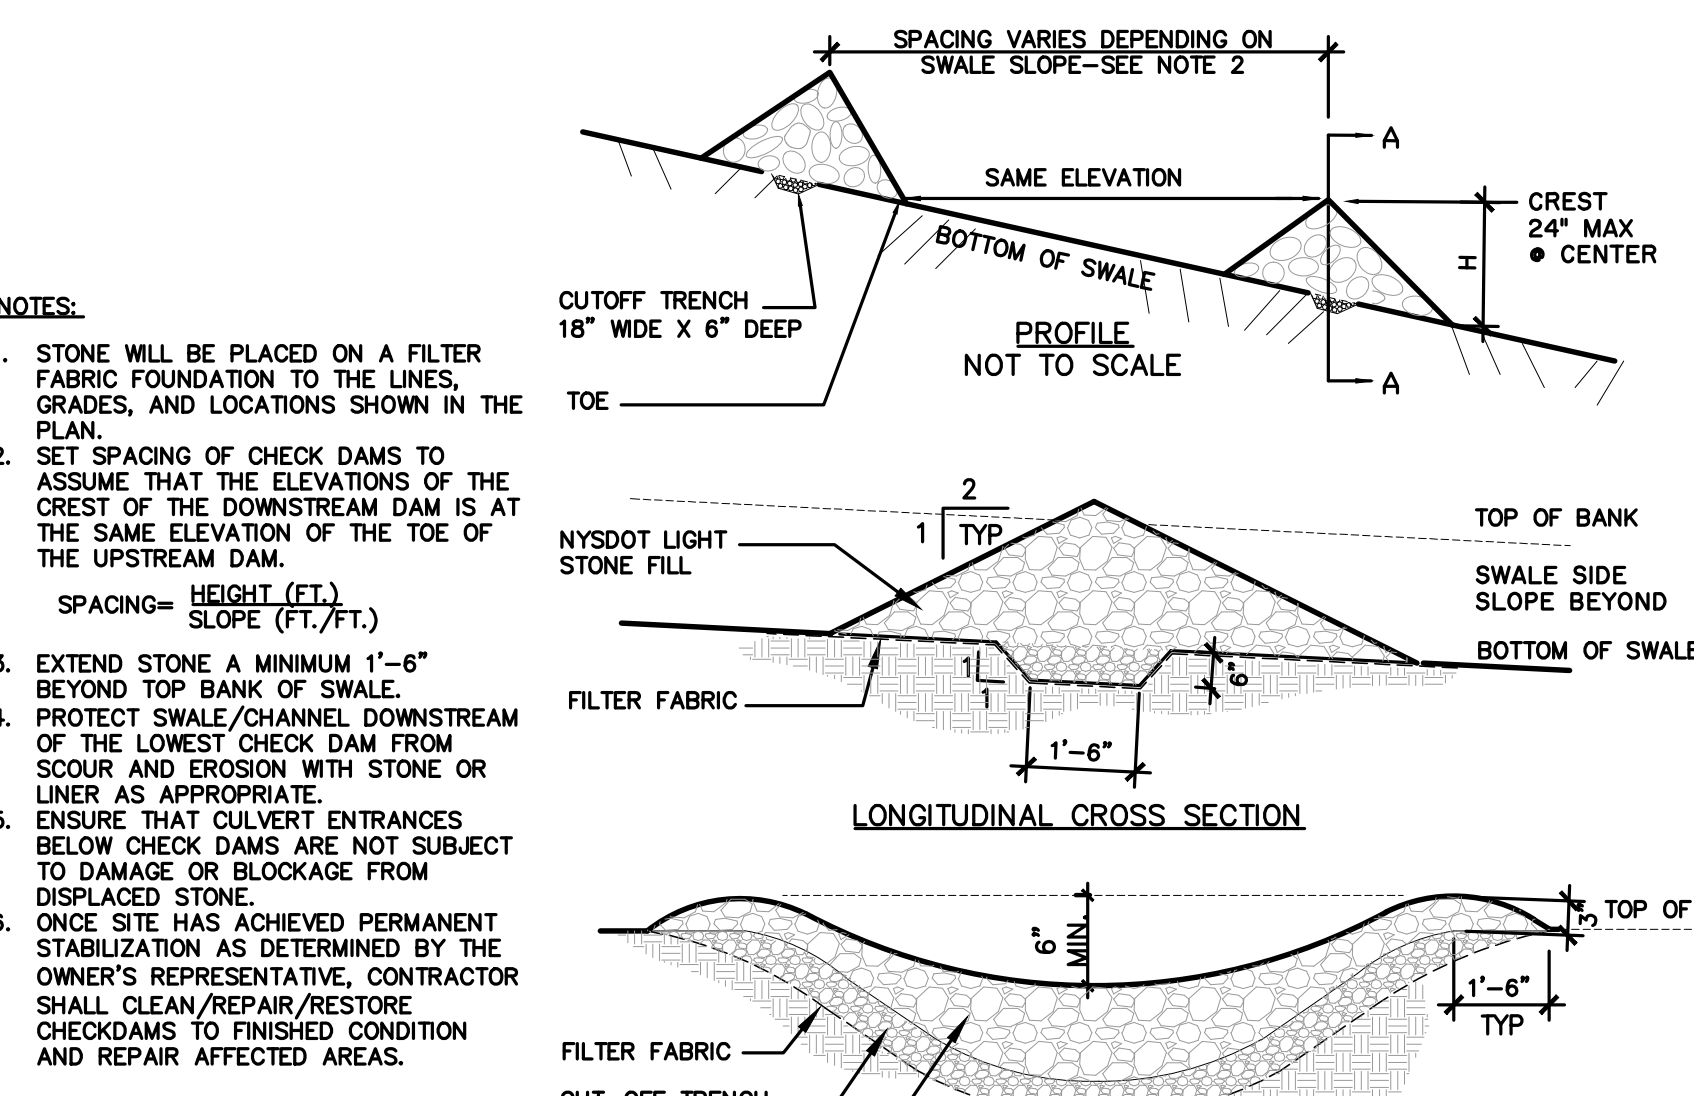 SPACING VARIES DEPENDING ON
SWALE SLOPE-SEE NOTE 2
A
SAME ELEVATION
CREST
24" MAX
@ CENTER
H
BOTTOM OF SWALE
CUTOFF TRENCH
18" WIDE X 6" DEEP
PROFILE
NOT TO SCALE
A
TOE
NOTES:
. STONE WILL BE PLACED ON A FILTER
FABRIC FOUNDATION TO THE LINES,
GRADES, AND LOCATIONS SHOWN IN THE
PLAN.
2. SET SPACING OF CHECK DAMS TO
ASSUME THAT THE ELEVATIONS OF THE
CREST OF THE DOWNSTREAM DAM IS AT
THE SAME ELEVATION OF THE TOE OF
THE UPSTREAM DAM.
SPACING= HEIGHT (FT.)
SLOPE (FT./FT.)
3. EXTEND STONE A MINIMUM 1'-6"
BEYOND TOP BANK OF SWALE.
4. PROTECT SWALE/CHANNEL DOWNSTREAM
OF THE LOWEST CHECK DAM FROM
SCOUR AND EROSION WITH STONE OR
LINER AS APPROPRIATE.
5. ENSURE THAT CULVERT ENTRANCES
BELOW CHECK DAMS ARE NOT SUBJECT
TO DAMAGE OR BLOCKAGE FROM
DISPLACED STONE.
6. ONCE SITE HAS ACHIEVED PERMANENT
STABILIZATION AS DETERMINED BY THE
OWNER'S REPRESENTATIVE, CONTRACTOR
SHALL CLEAN/REPAIR/RESTORE
CHECKDAMS TO FINISHED CONDITION
AND REPAIR AFFECTED AREAS.
2
1 TYP
NYSDOT LIGHT
STONE FILL
TOP OF BANK
SWALE SIDE
SLOPE BEYOND
BOTTOM OF SWALE
1
1
6"
FILTER FABRIC
1'-6"
LONGITUDINAL CROSS SECTION
6"
MIN.
3"
TOP OF
1'-6"
TYP
FILTER FABRIC
CUT-OFF TRENCH